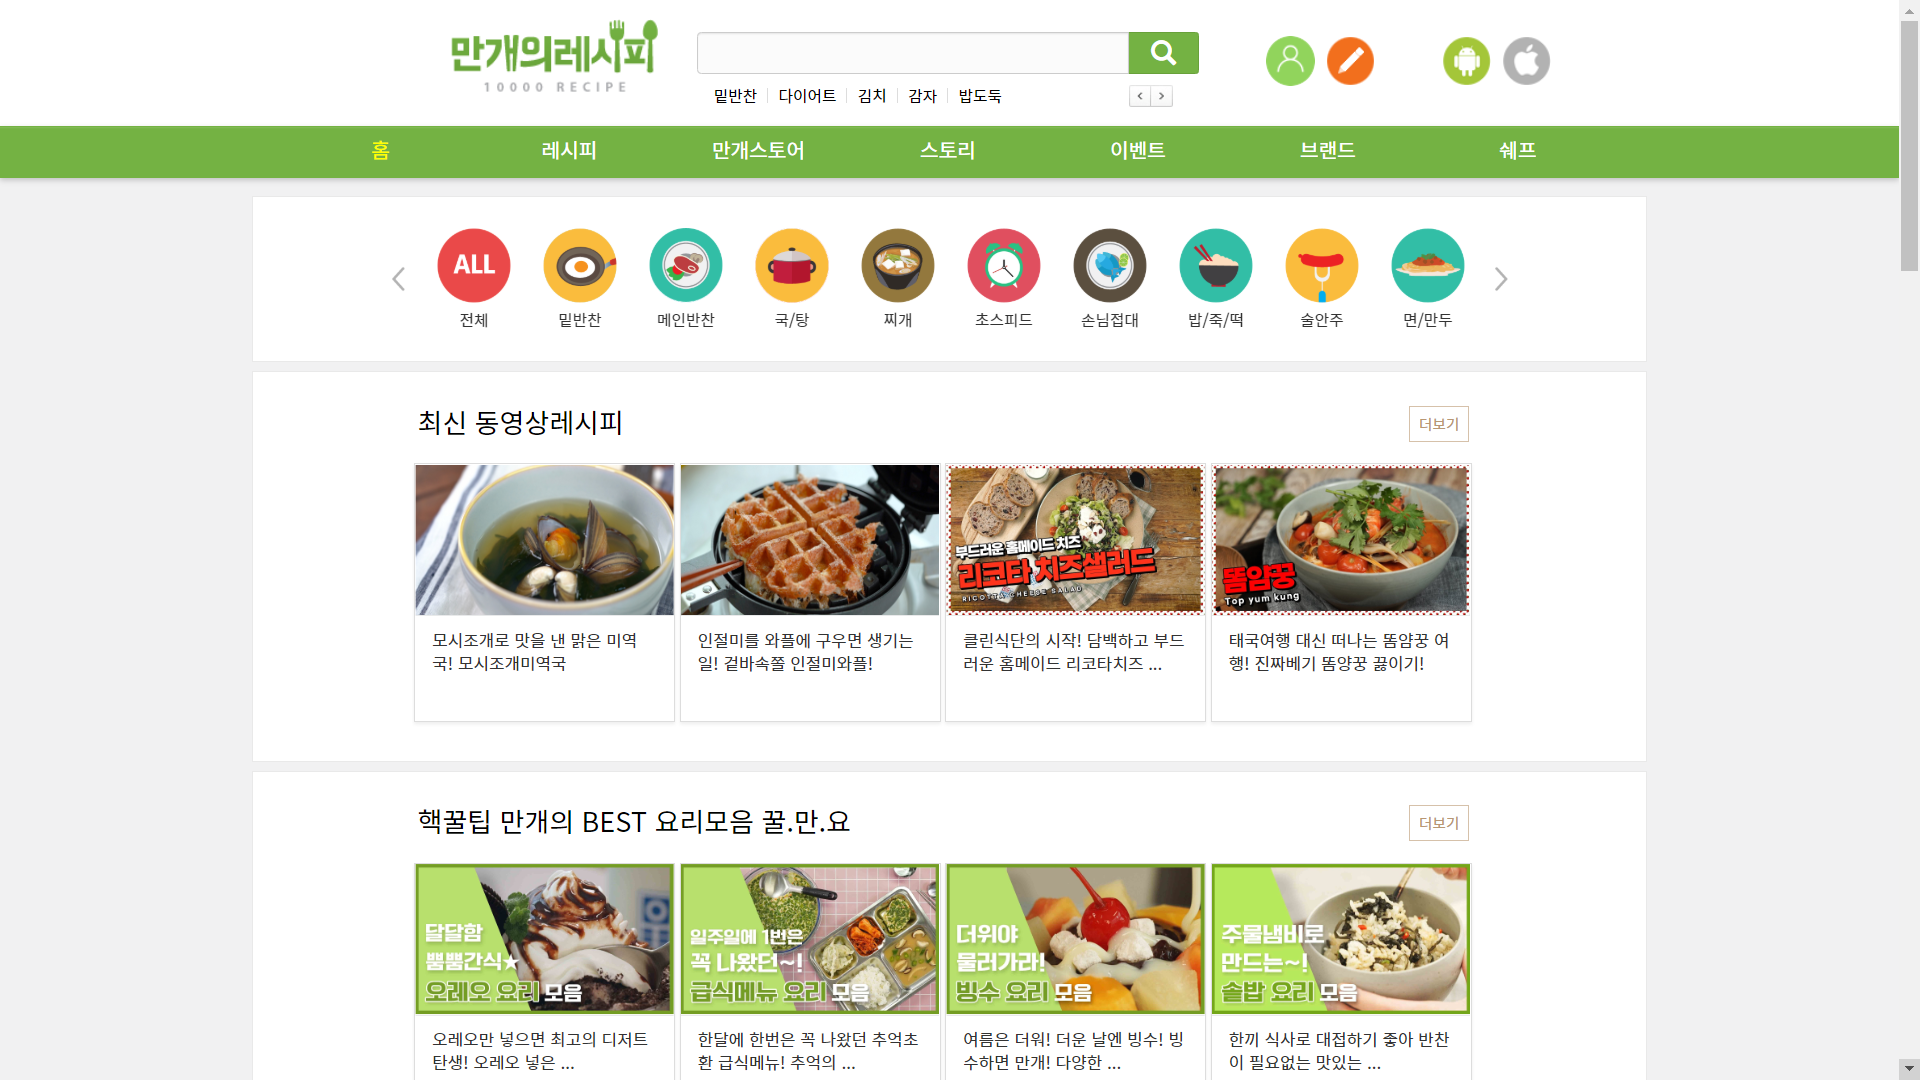 만개의레시피
10000 RECIPE
밑반찬 다이어트 김치 감자 밥도둑
홈 레시피 만개스토어 스토리 이벤트 브랜드 쉐프
ALL
전체 밑반찬 메인반찬 국/탕 찌개 초스피드 손님접대 밥/죽/떡 술안주 면/만두
최신 동영상레시피
더보기
부드러운 홈메이드 치즈
리코타 치즈샐러드
RICOTTA CHEESE SALAD
똠얌꿍
Top yum kung
모시조개로 맛을 낸 맑은 미역
국! 모시조개미역국
인절미를 와플에 구우면 생기는
일! 겉바속쫄 인절미와플!
클린식단의 시작! 담백하고 부드
러운 홈메이드 리코타치즈 ...
태국여행 대신 떠나는 똠얌꿍 여
행! 진짜베기 똠양꿍 끓이기!
핵꿀팁 만개의 BEST 요리모음 꿀.만.요
더보기
달달함
뿜뿜간식★
오레오 요리 모음
일주일에 1번은
꼭 나왔던~!
급식메뉴 요리 모음
더위야
물러가라!
빙수 요리 모음
주물냄비로
만드는~!
솥밥 요리 모음
오레오만 넣으면 최고의 디저트
탄생! 오레오 넣은 ...
한달에 한번은 꼭 나왔던 추억소
환 급식메뉴! 추억의 ...
여름은 더워! 더운 날엔 빙수! 빙
수하면 만개! 다양한 ...
한끼 식사로 대접하기 좋아 반찬
이 필요없는 맛있는 ...